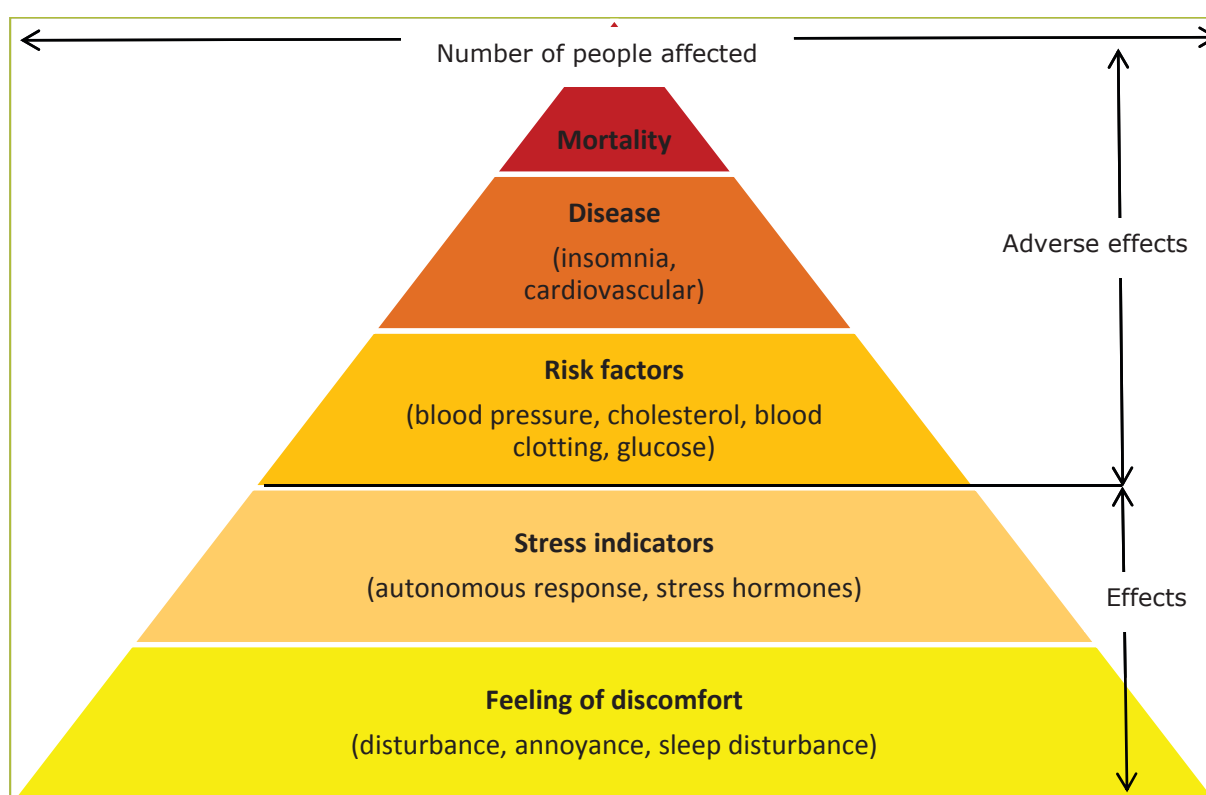 Number of people affected
Mortality
Disease
(insomnia,
cardiovascular)
Adverse effects
Risk factors
(blood pressure, cholesterol, blood
clotting, glucose)
Stress indicators
(autonomous response, stress hormones)
Effects
Feeling of discomfort
(disturbance, annoyance, sleep disturbance)